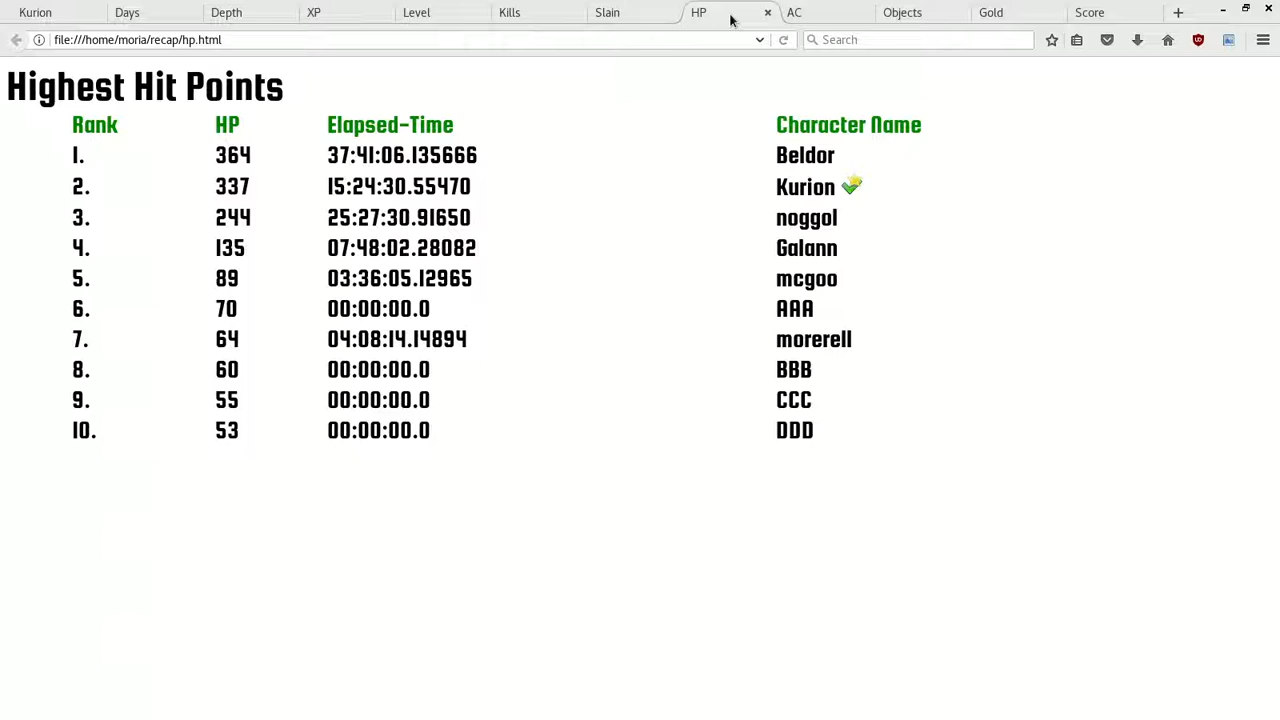 Kurion Days Depth XP Level Kills Slain HP × AC Objects Gold Score
file:///home/moria/recap/hp.html Search
Highest Hit Points
Rank HP Elapsed-Time Character Name
1. 364 37:41:06.135666 Beldor
2. 337 15:24:30.55470 Kurion
3. 244 25:27:30.91650 noggol
4. 135 07:48:02.28082 Galann
5. 89 03:36:05.12965 mcgoo
6. 70 00:00:00.0 AAA
7. 64 04:08:14.14894 morerell
8. 60 00:00:00.0 BBB
9. 55 00:00:00.0 CCC
10. 53 00:00:00.0 DDD